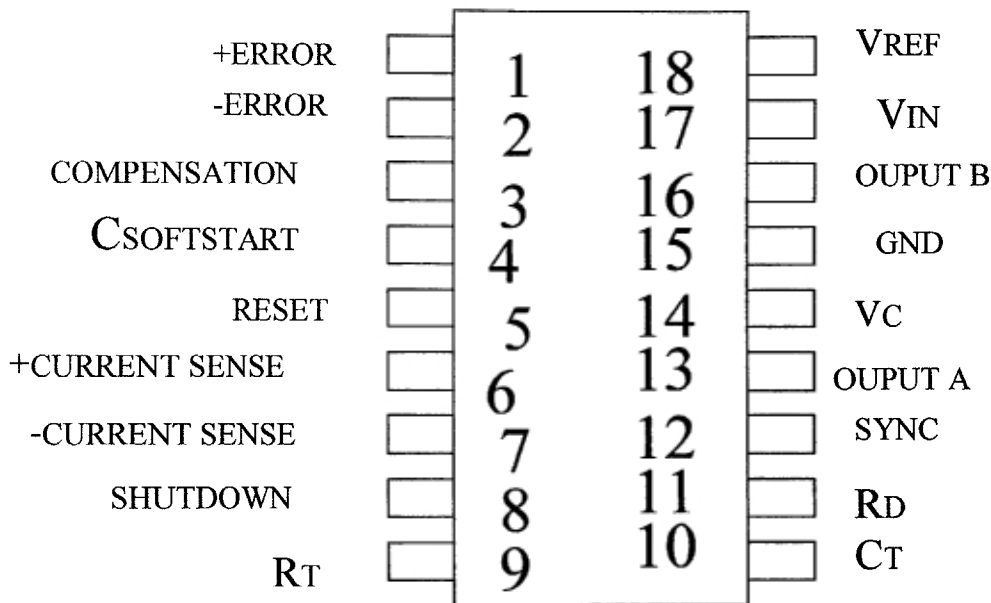 +ERROR 1 18 VREF
-ERROR 2 17 VIN
COMPENSATION 3 16 OUPUT B
CSOFTSTART 4 15 GND
RESET 5 14 VC
+CURRENT SENSE 6 13 OUPUT A
-CURRENT SENSE 7 12 SYNC
SHUTDOWN 8 11 RD
RT 9 10 CT